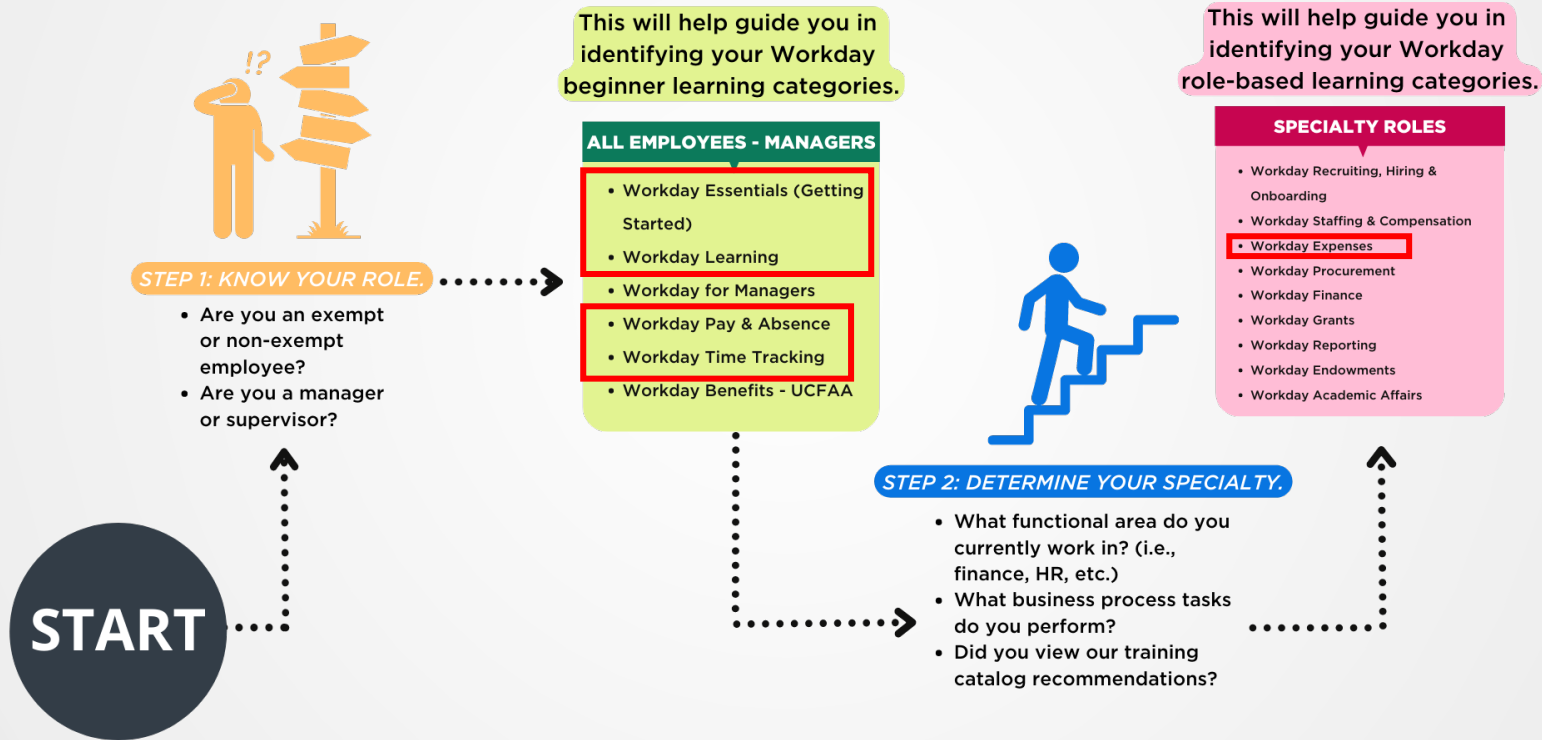 START
!?
STEP 1: KNOW YOUR ROLE.
• Are you an exempt
or non-exempt
employee?
• Are you a manager
or supervisor?
This will help guide you in
identifying your Workday
beginner learning categories.
ALL EMPLOYEES - MANAGERS
• Workday Essentials (Getting
Started)
• Workday Learning
• Workday for Managers
• Workday Pay & Absence
• Workday Time Tracking
• Workday Benefits - UCFAA
STEP 2: DETERMINE YOUR SPECIALTY.
• What functional area do you
currently work in? (i.e.,
finance, HR, etc.)
• What business process tasks
do you perform?
• Did you view our training
catalog recommendations?
This will help guide you in
identifying your Workday
role-based learning categories.
SPECIALTY ROLES
• Workday Recruiting, Hiring &
Onboarding
• Workday Staffing & Compensation
• Workday Expenses
• Workday Procurement
• Workday Finance
• Workday Grants
• Workday Reporting
• Workday Endowments
• Workday Academic Affairs